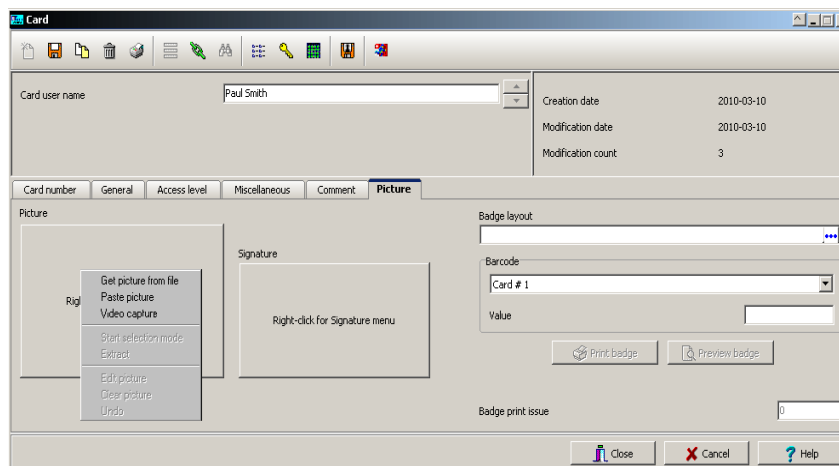 Card
Card user name
Paul Smith
Creation date 2010-03-10
Modification date 2010-03-10
Modification count 3
Card number General Access level Miscellaneous Comment Picture
Picture
Righ
Get picture from file
Paste picture
Video capture
Start selection mode
Extract
Edit picture
Clear picture
Undo
Signature
Right-click for Signature menu
Badge layout
Barcode
Card # 1
Value
Print badge Preview badge
Badge print issue 0
Close Cancel Help